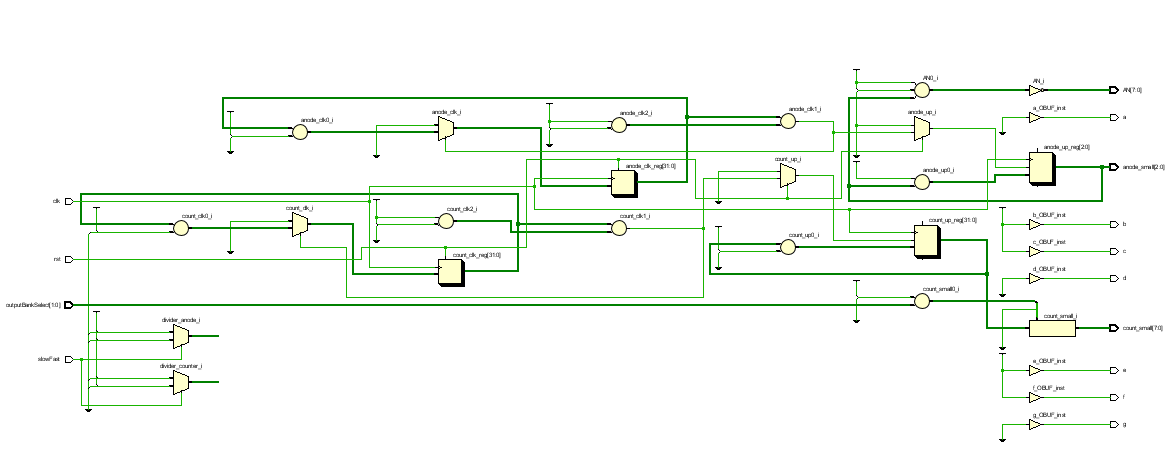 AN0_i
AN_i
AN[7:0]
a_OBUF_inst
a
anode_clk0_i
anode_clk_i
anode_clk2_i
anode_clk1_i
anode_up_i
anode_up_reg[2:0]
anode_small[2:0]
anode_clk_reg[31:0]
count_up_i
anode_up0_i
clk
count_clk0_i
count_clk_i
count_clk2_i
count_clk1_i
count_up_reg[31:0]
b_OBUF_inst
b
count_up0_i
c_OBUF_inst
c
rst
count_clk_reg[31:0]
d_OBUF_inst
d
outputBankSelect[1:0]
count_small0_i
count_small_i
count_small[7:0]
divider_anode_i
slowFast
divider_counter_i
e_OBUF_inst
e
f_OBUF_inst
f
g_OBUF_inst
g